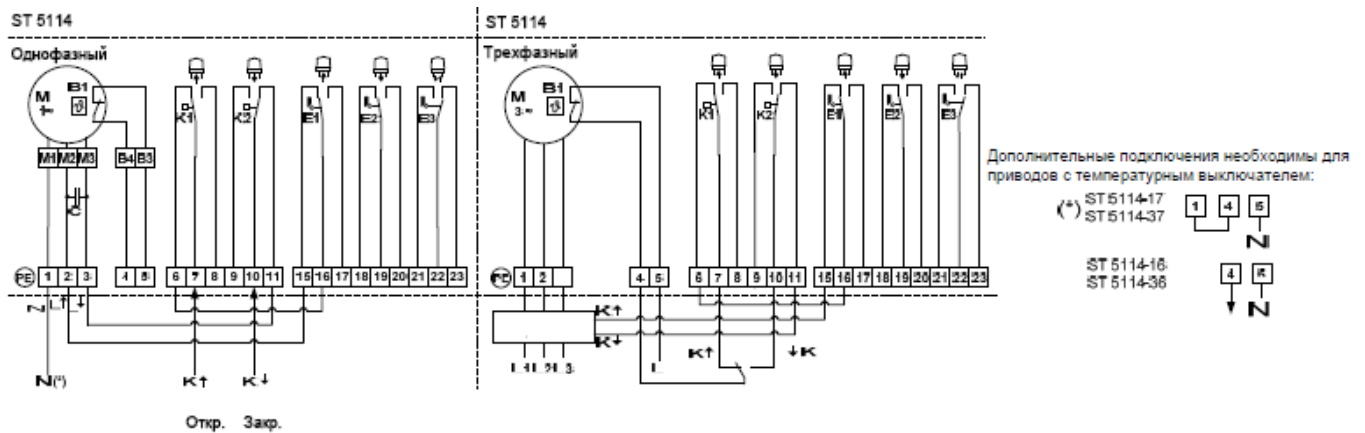 ST 5114
ST 5114
Однофазный
M
1~
B1
ϑ
K1
K2
E1
E2
E3
M1 M2 M3 B4 B3
C
PE 1 2 3 4 5 6 7 8 9 10 11 15 16 17 18 19 20 21 22 23
N(*)
K↑ K↓
Откр. Закр.
Трехфазный
M
3~
B1
ϑ
K1
K2
E1
E2
E3
PE 1 2 4 5 6 7 8 9 10 11 15 16 17 18 19 20 21 22 23
K↑
K↓
K↑
↓K
L1 L2 L3
L
Дополнительные подключения необходимы для
приводов с температурным выключателем:
(*) ST 5114-17
ST 5114-37
1 4 5
N
ST 5114-16
ST 5114-36
4 5
N